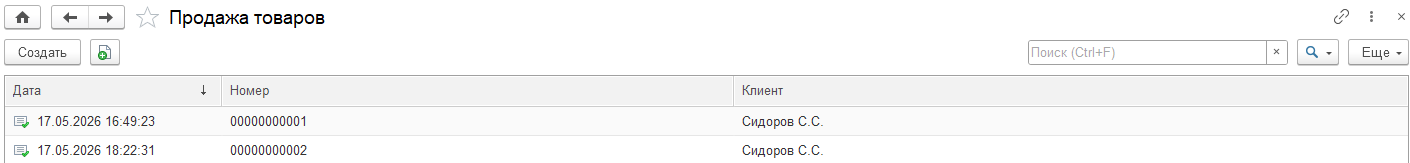 Продажа товаров
Создать Поиск (Ctrl+F) × Еще
Дата ↓ Номер Клиент
17.05.2026 16:49:23 00000000001 Сидоров С.С.
17.05.2026 18:22:31 00000000002 Сидоров С.С.